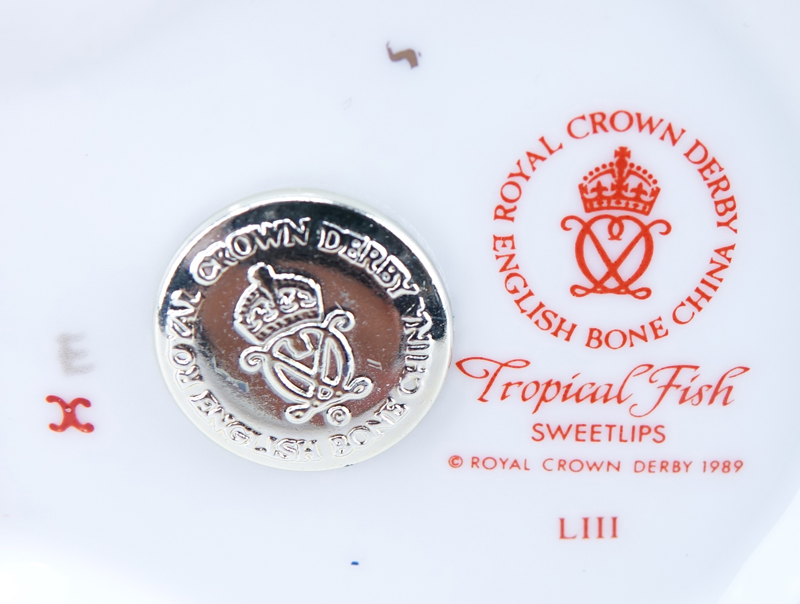 ROYAL CROWN DERBY
ENGLISH BONE CHINA
Tropical Fish
SWEETLIPS
© ROYAL CROWN DERBY 1989
LIII
ROYAL CROWN DERBY
ENGLISH BONE CHINA
E